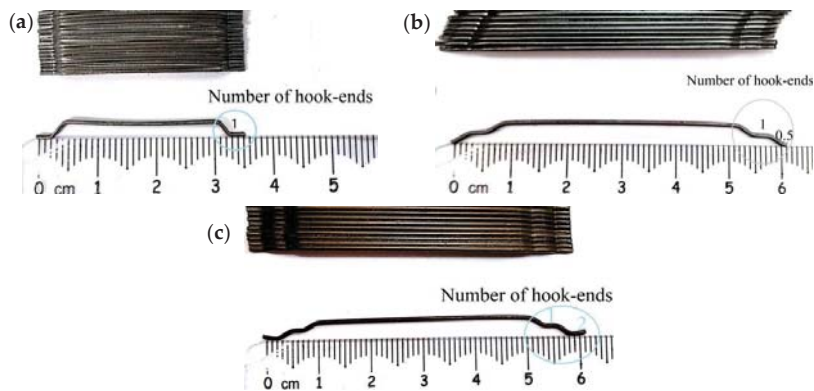 (a)
Number of hook-ends
1
0 cm 1 2 3 4 5
(b)
Number of hook-ends
1
0.5
0 cm 1 2 3 4 5 6
(c)
Number of hook-ends
1 2
0 cm 1 2 3 4 5 6